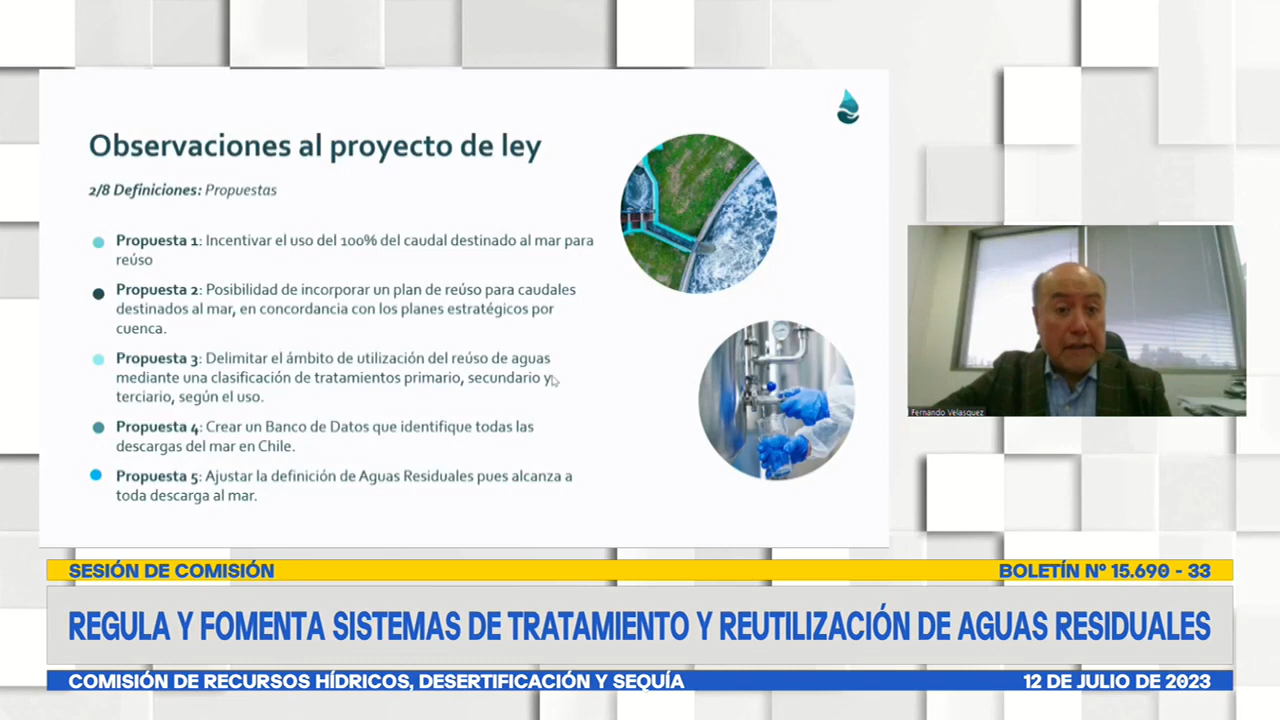 Observaciones al proyecto de ley
2/8 Definiciones: Propuestas
Propuesta 1: Incentivar el uso del 100% del caudal destinado al mar para
reúso
Propuesta 2: Posibilidad de incorporar un plan de reúso para caudales
destinados al mar, en concordancia con los planes estratégicos por
cuenca.
Propuesta 3: Delimitar el ámbito de utilización del reúso de aguas
mediante una clasificación de tratamientos primario, secundario y,
terciario, según el uso.
Propuesta 4: Crear un Banco de Datos que identifique todas las
descargas del mar en Chile.
Propuesta 5: Ajustar la definición de Aguas Residuales pues alcanza a
toda descarga al mar.
Fernando Velasquez
SESIÓN DE COMISIÓN
BOLETÍN Nº 15.690 - 33
REGULA Y FOMENTA SISTEMAS DE TRATAMIENTO Y REUTILIZACIÓN DE AGUAS RESIDUALES
COMISIÓN DE RECURSOS HÍDRICOS, DESERTIFICACIÓN Y SEQUÍA
12 DE JULIO DE 2023